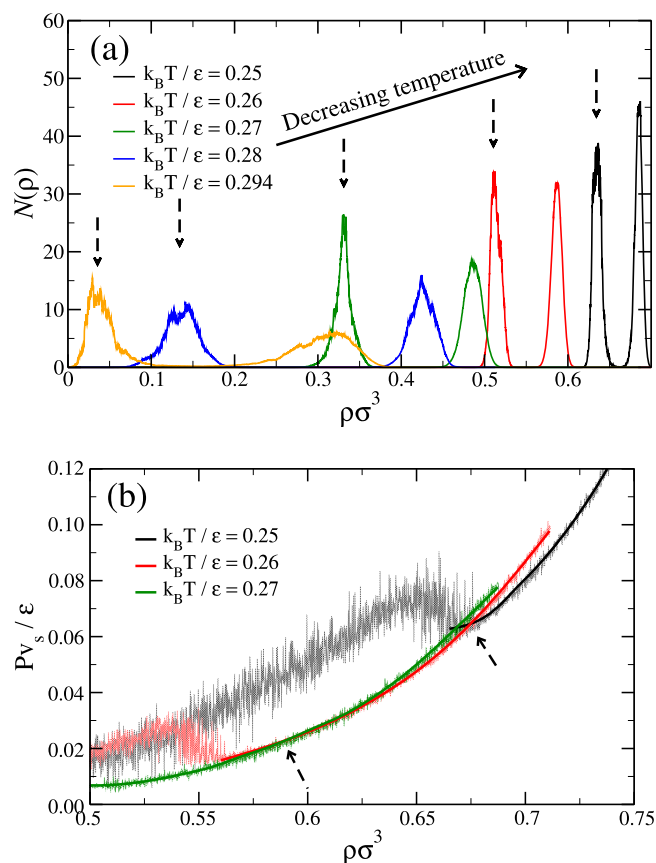 (a)
60
50
40
30
20
10
0
N(ρ)
k_BT / ε = 0.25
k_BT / ε = 0.26
k_BT / ε = 0.27
k_BT / ε = 0.28
k_BT / ε = 0.294
Decreasing temperature
0 0.1 0.2 0.3 0.4 0.5 0.6
ρσ³
(b)
0.12
0.10
0.08
0.06
0.04
0.02
0.00
Pv_s / ε
k_BT / ε = 0.25
k_BT / ε = 0.26
k_BT / ε = 0.27
0.5 0.55 0.6 0.65 0.7 0.75
ρσ³